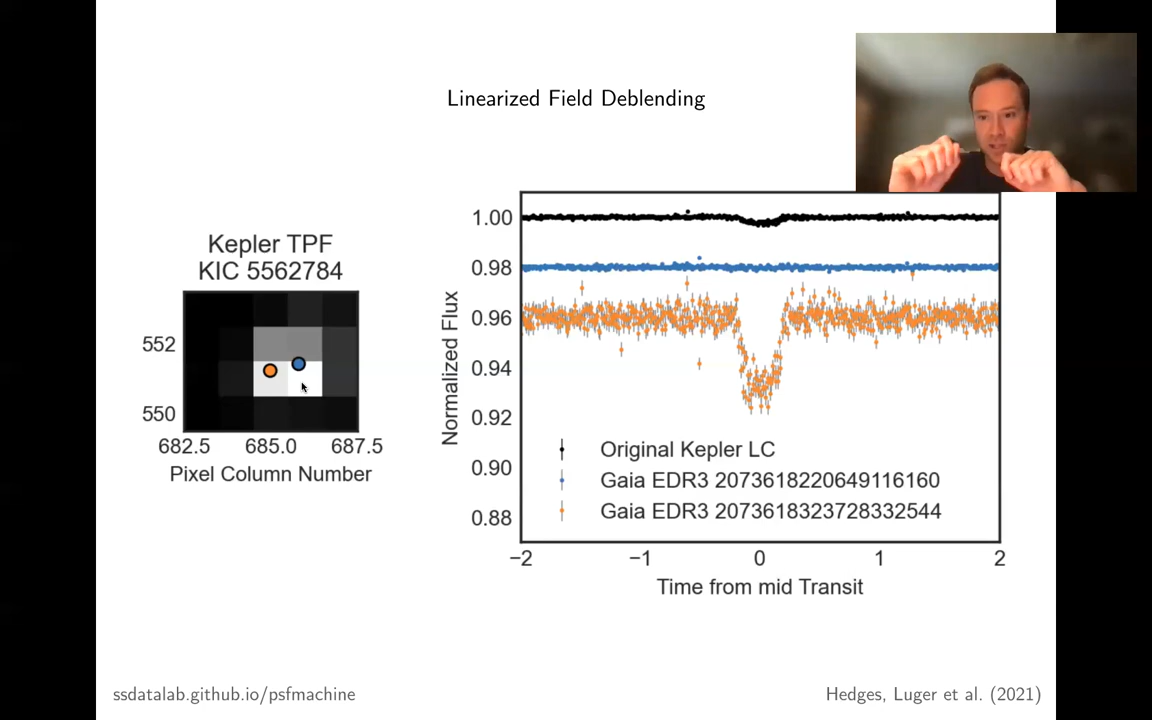 Linearized Field Deblending
Kepler TPF
KIC 5562784
552
550
682.5 685.0 687.5
Pixel Column Number
Normalized Flux
1.00
0.98
0.96
0.94
0.92
0.90
0.88
Original Kepler LC
Gaia EDR3 2073618220649116160
Gaia EDR3 2073618323728332544
−2 −1 0 1 2
Time from mid Transit
ssdatalab.github.io/psfmachine
Hedges, Luger et al. (2021)